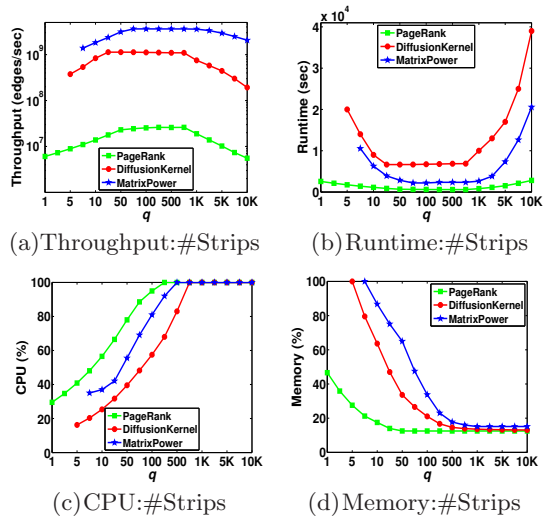 Throughput (edges/sec)
10^9
10^8
10^7
PageRank
DiffusionKernel
MatrixPower
1 5 10 50 100 500 1K 5K 10K
q
(a)Throughput:#Strips
x 10^4
Runtime (sec)
4
3
2
1
0
PageRank
DiffusionKernel
MatrixPower
1 5 10 50 100 500 1K 5K 10K
q
(b)Runtime:#Strips
CPU (%)
100
80
60
40
20
0
PageRank
DiffusionKernel
MatrixPower
1 5 10 50 100 500 1K 5K 10K
q
(c)CPU:#Strips
Memory (%)
100
80
60
40
20
0
PageRank
DiffusionKernel
MatrixPower
1 5 10 50 100 500 1K 5K 10K
q
(d)Memory:#Strips